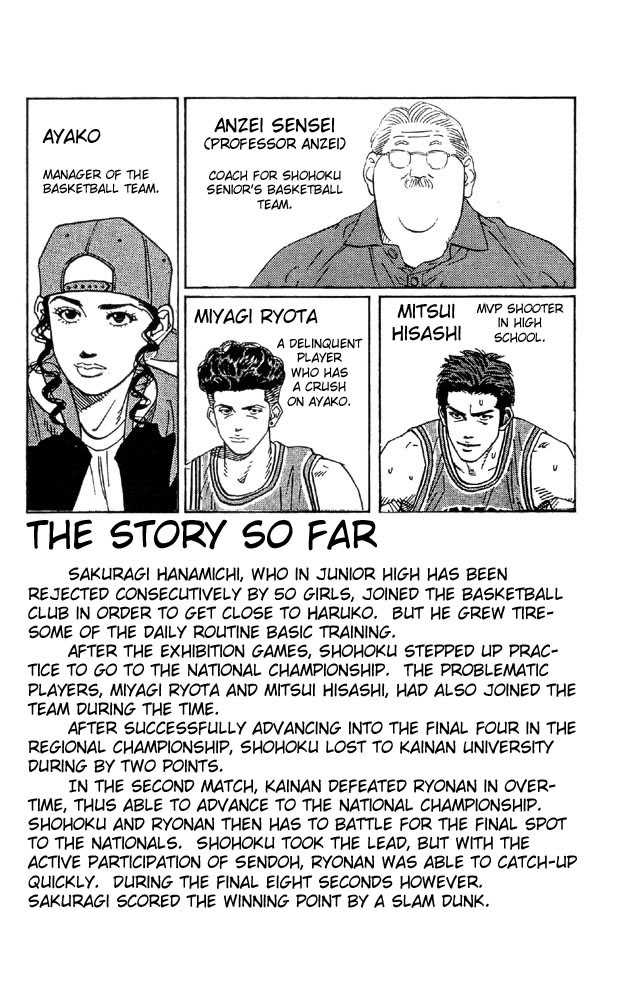 AYAKO
MANAGER OF THE
BASKETBALL TEAM.
ANZEI SENSEI
(PROFESSOR ANZEI)
COACH FOR SHOHOKU
SENIOR'S BASKETBALL
TEAM.
MIYAGI RYOTA
A DELINQUENT
PLAYER
WHO HAS
A CRUSH
ON AYAKO.
MITSUI
HISASHI
MVP SHOOTER
IN HIGH
SCHOOL.
THE STORY SO FAR
SAKURAGI HANAMICHI, WHO IN JUNIOR HIGH HAS BEEN
REJECTED CONSECUTIVELY BY 50 GIRLS, JOINED THE BASKETBALL
CLUB IN ORDER TO GET CLOSE TO HARUKO. BUT HE GREW TIRE-
SOME OF THE DAILY ROUTINE BASIC TRAINING.
AFTER THE EXHIBITION GAMES, SHOHOKU STEPPED UP PRAC-
TICE TO GO TO THE NATIONAL CHAMPIONSHIP. THE PROBLEMATIC
PLAYERS, MIYAGI RYOTA AND MITSUI HISASHI, HAD ALSO JOINED THE
TEAM DURING THE TIME.
AFTER SUCCESSFULLY ADVANCING INTO THE FINAL FOUR IN THE
REGIONAL CHAMPIONSHIP, SHOHOKU LOST TO KAINAN UNIVERSITY
DURING BY TWO POINTS.
IN THE SECOND MATCH, KAINAN DEFEATED RYONAN IN OVER-
TIME, THUS ABLE TO ADVANCE TO THE NATIONAL CHAMPIONSHIP.
SHOHOKU AND RYONAN THEN HAS TO BATTLE FOR THE FINAL SPOT
TO THE NATIONALS. SHOHOKU TOOK THE LEAD, BUT WITH THE
ACTIVE PARTICIPATION OF SENDOH, RYONAN WAS ABLE TO CATCH-UP
QUICKLY. DURING THE FINAL EIGHT SECONDS HOWEVER.
SAKURAGI SCORED THE WINNING POINT BY A SLAM DUNK.